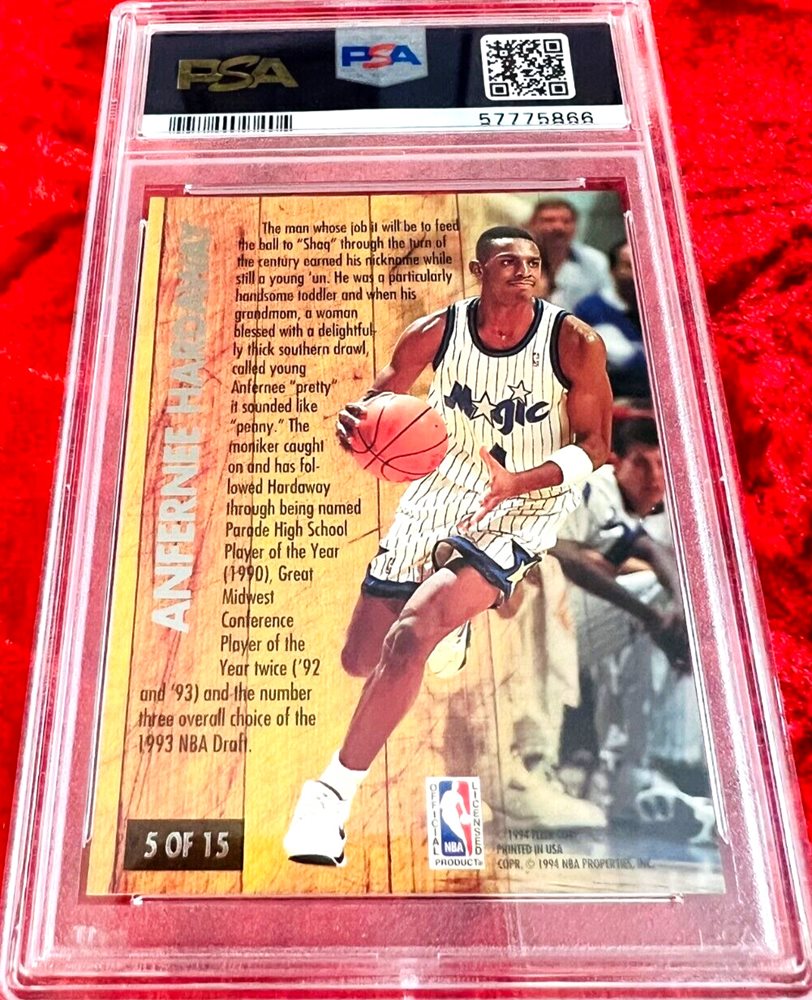 PSA
PSA
57775866
ANFERNEE HARDAWAY
The man whose job it will be to feed
the ball to "Shaq" through the turn of
the century earned his nickname while
still a young 'un. He was a particularly
handsome toddler and when his
grandmom, a woman
blessed with a delightful-
ly thick southern drawl,
called young
Anfernee "pretty"
it sounded like
"penny." The
moniker caught
on and has fol-
lowed Hardaway
through being named
Parade High School
Player of the Year
(1990), Great
Midwest
Conference
Player of the
Year twice ('92
and '93) and the number
three overall choice of the
1993 NBA Draft.
Magic
5 OF 15
OFFICIAL
LICENSED
NBA
PRODUCT
1994 FLEER CORP.
PRINTED IN USA
COPR. © 1994 NBA PROPERTIES, INC.